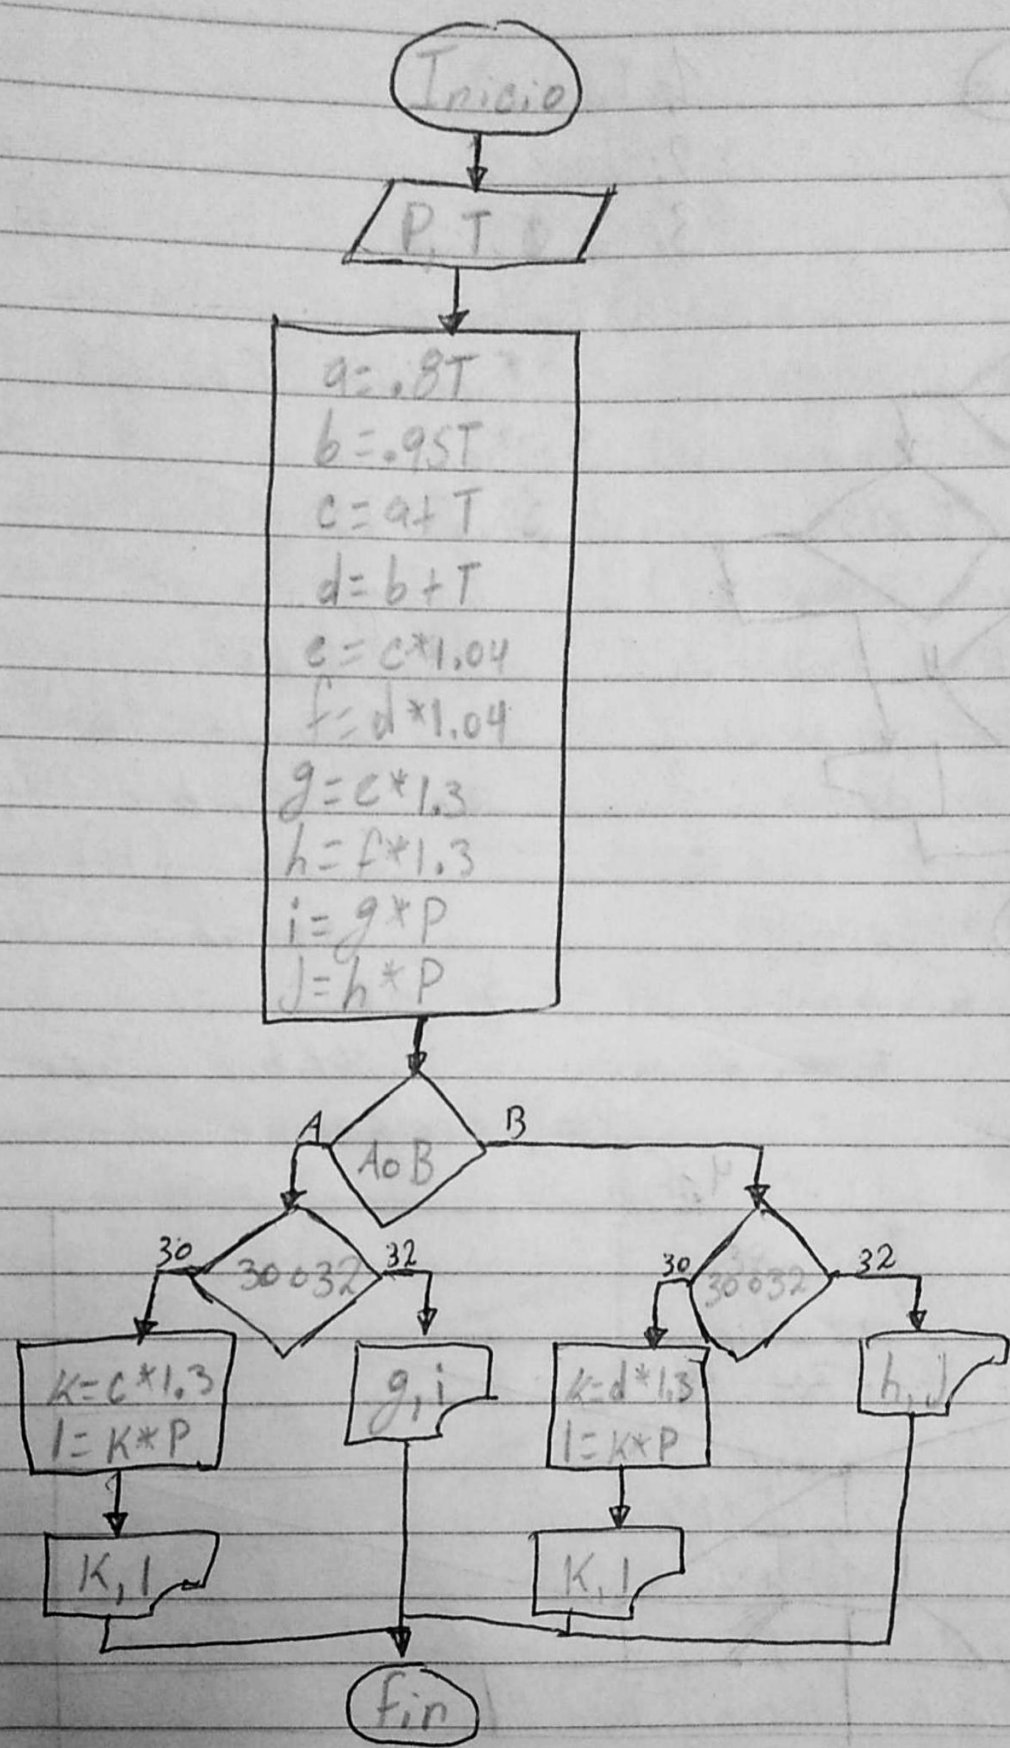 Inicio
P, T
a=.8T
b=.95T
c=a+T
d=b+T
e=c*1.04
f=d*1.04
g=e*1.3
h=f*1.3
i=g*P
J=h*P
A B
AoB
30 32 30 32
30o32 30o32
K=c*1.3 g,i K=d*1.3 h,J
l=K*P l=K*P
K,l K,l
fin